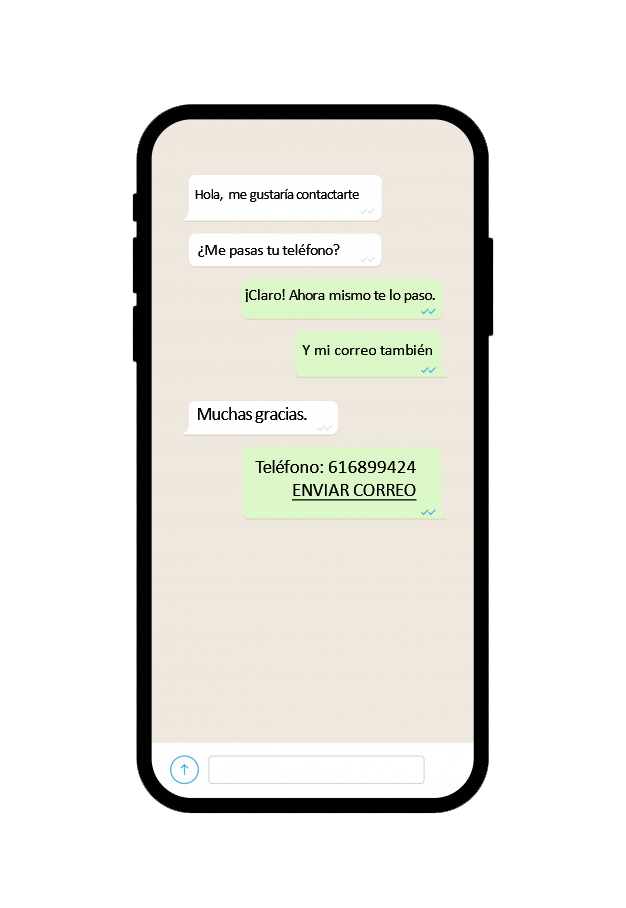 Hola, me gustaría contactarte
¿Me pasas tu teléfono?
¡Claro! Ahora mismo te lo paso.
Y mi correo también
Muchas gracias.
Teléfono: 616899424
ENVIAR CORREO